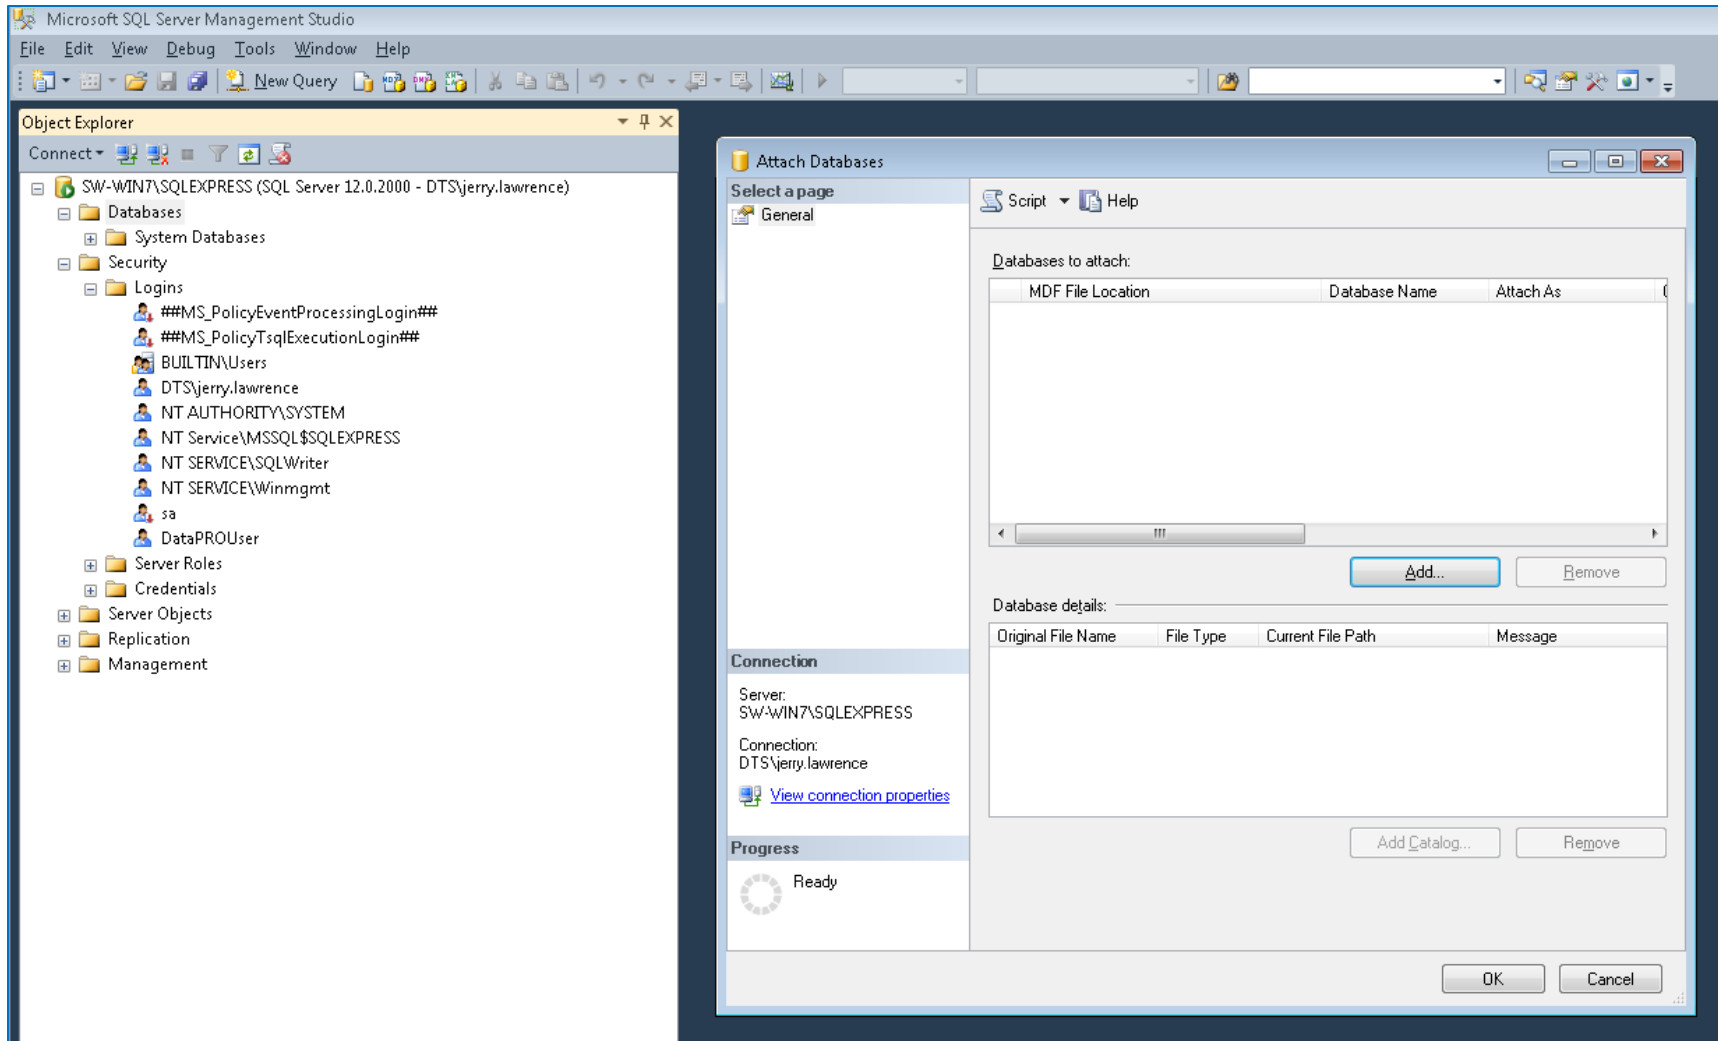 Microsoft SQL Server Management Studio
File Edit View Debug Tools Window Help
New Query
Object Explorer
Connect
SW-WIN7\SQLEXPRESS (SQL Server 12.0.2000 - DTS\jerry.lawrence)
Databases
System Databases
Security
Logins
##MS_PolicyEventProcessingLogin##
##MS_PolicyTsqlExecutionLogin##
BUILTIN\Users
DTS\jerry.lawrence
NT AUTHORITY\SYSTEM
NT Service\MSSQL$SQLEXPRESS
NT SERVICE\SQLWriter
NT SERVICE\Winmgmt
sa
DataPROUser
Server Roles
Credentials
Server Objects
Replication
Management
Attach Databases
Select a page
General
Script Help
Databases to attach:
MDF File Location Database Name Attach As
Add... Remove
Database details:
Original File Name File Type Current File Path Message
Add Catalog... Remove
Connection
Server:
SW-WIN7\SQLEXPRESS
Connection:
DTS\jerry.lawrence
View connection properties
Progress
Ready
OK Cancel